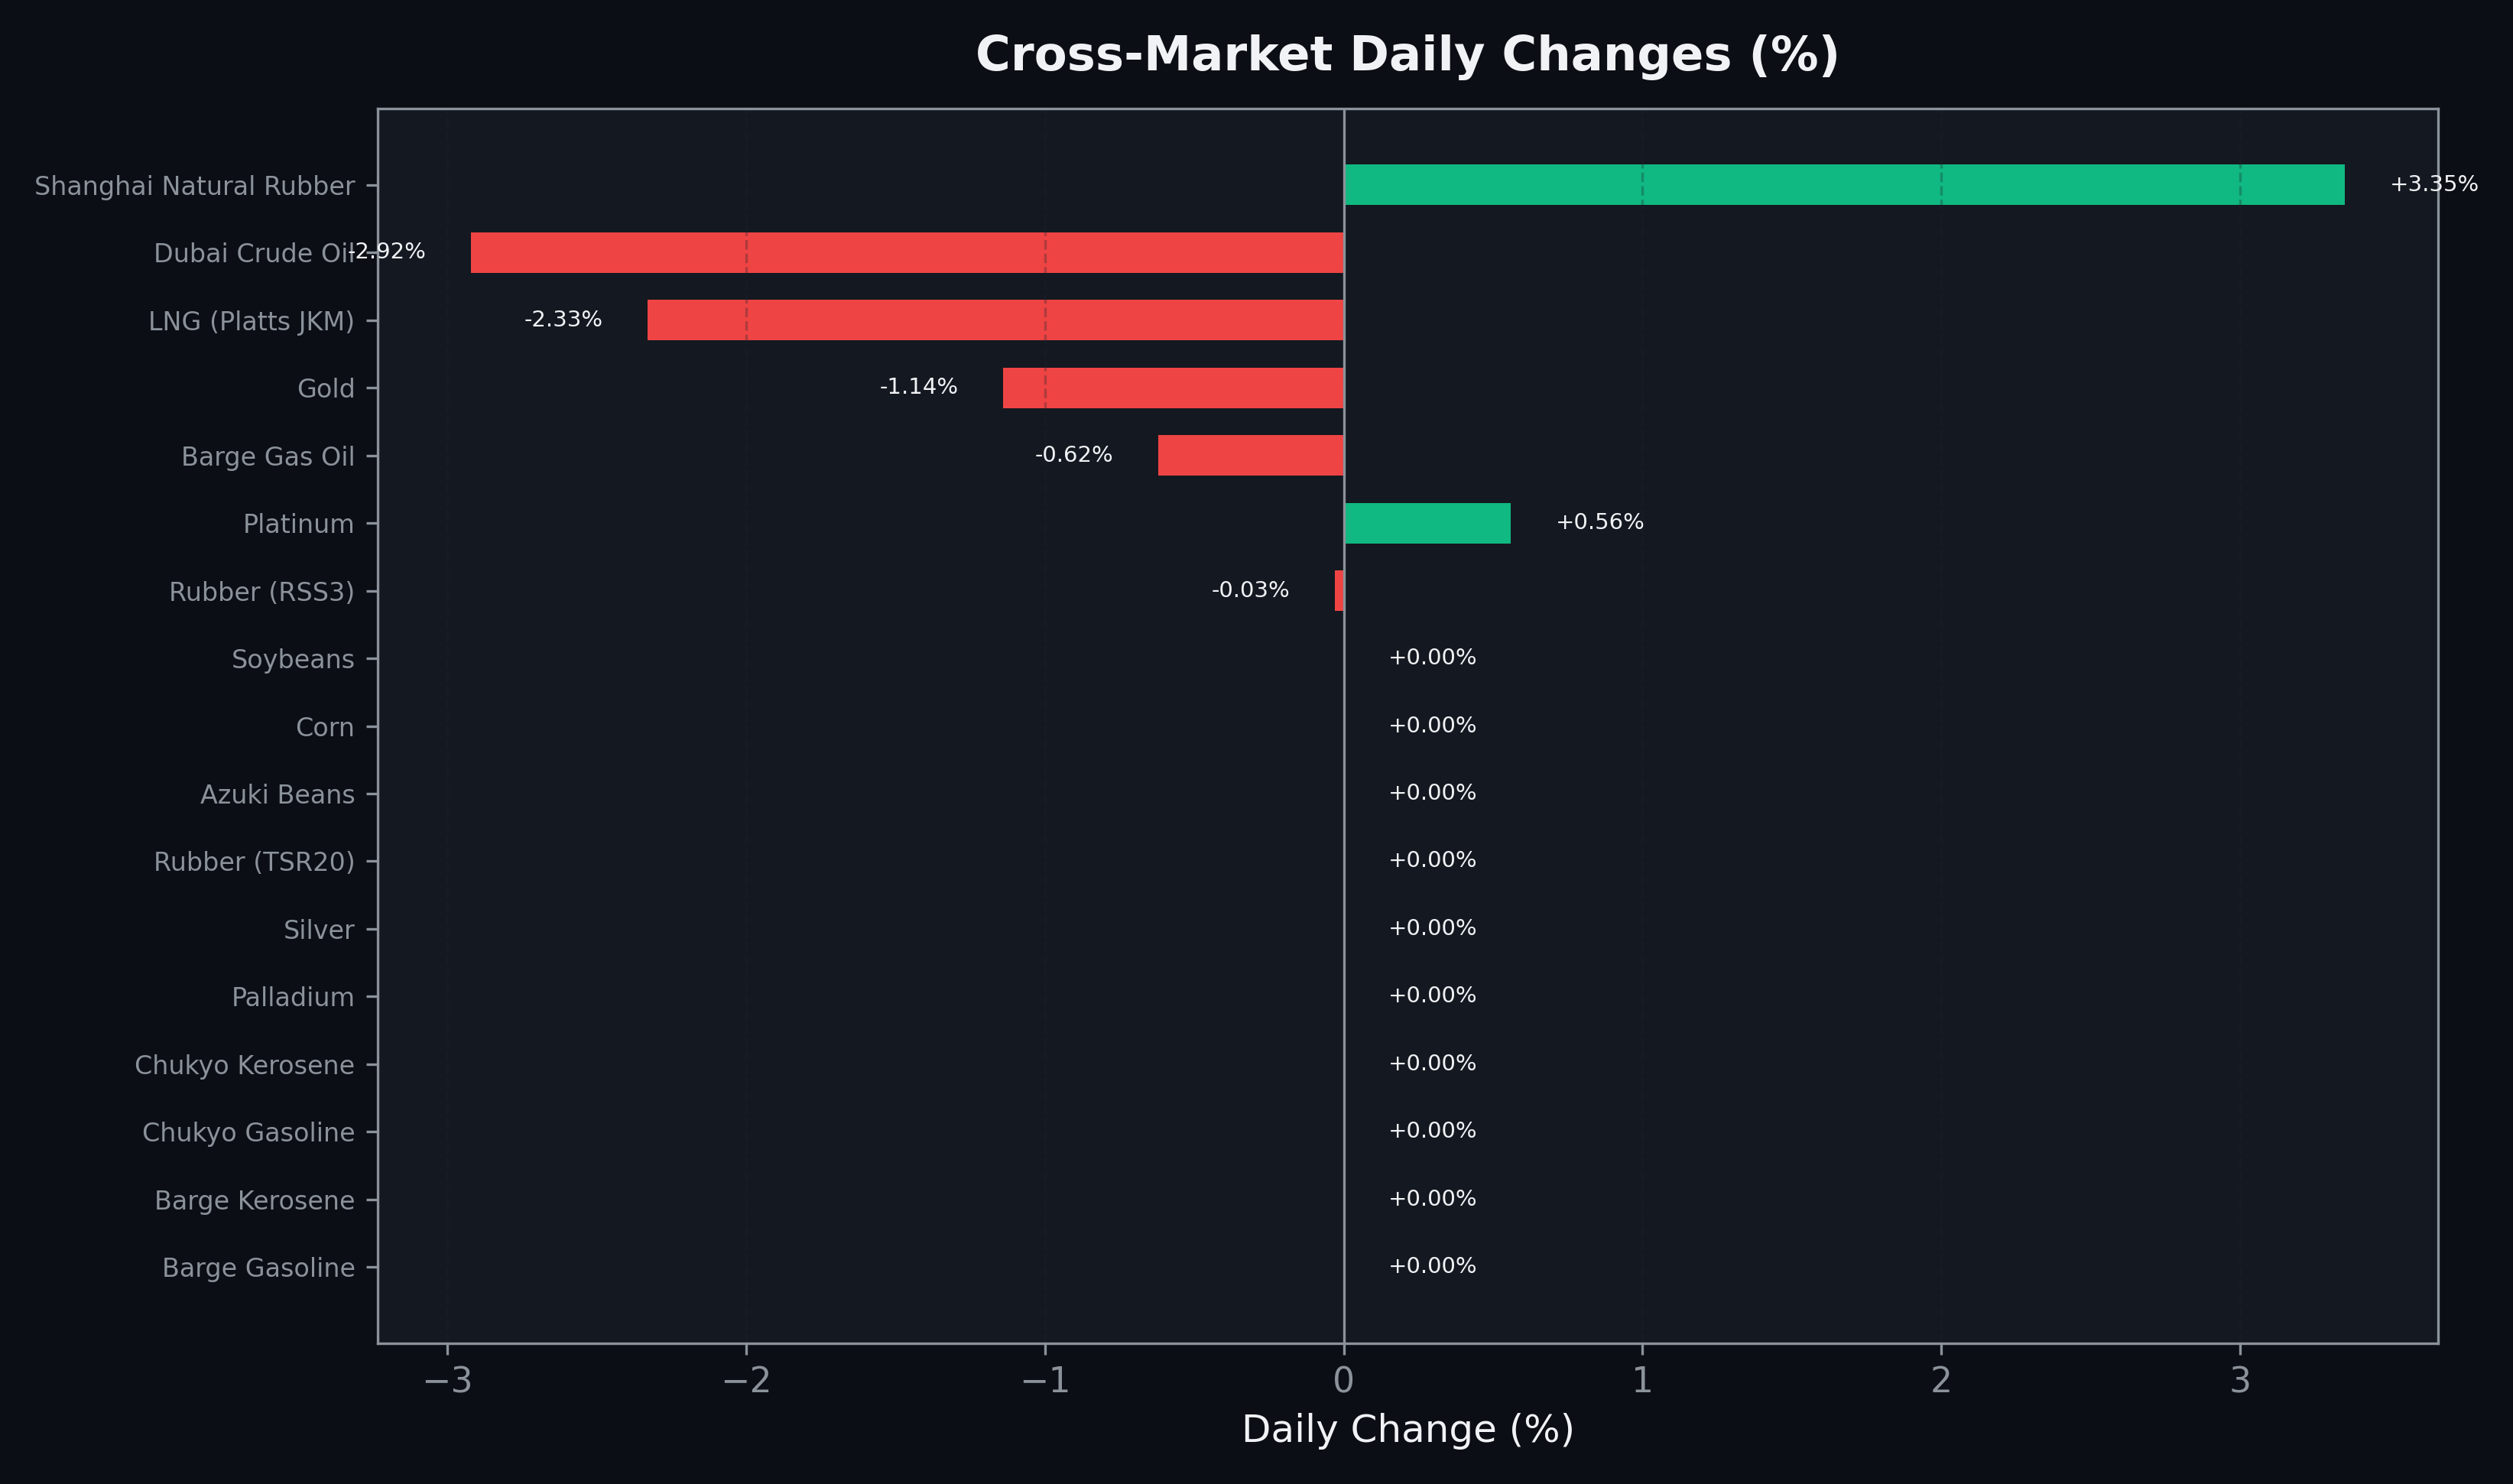 Cross-Market Daily Changes (%)
Shanghai Natural Rubber +3.35%
Dubai Crude Oil -2.92%
LNG (Platts JKM) -2.33%
Gold -1.14%
Barge Gas Oil -0.62%
Platinum +0.56%
Rubber (RSS3) -0.03%
Soybeans +0.00%
Corn +0.00%
Azuki Beans +0.00%
Rubber (TSR20) +0.00%
Silver +0.00%
Palladium +0.00%
Chukyo Kerosene +0.00%
Chukyo Gasoline +0.00%
Barge Kerosene +0.00%
Barge Gasoline +0.00%
−3 −2 −1 0 1 2 3
Daily Change (%)